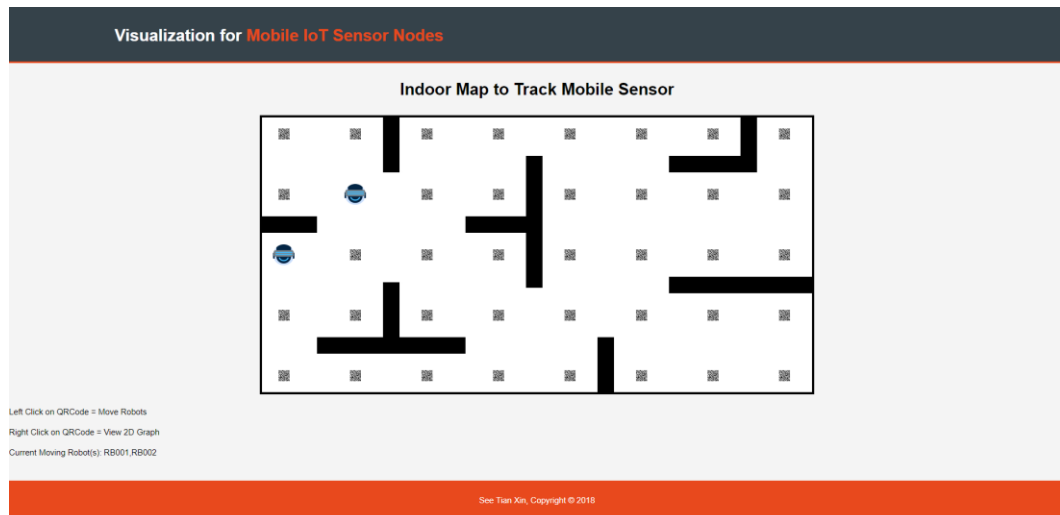 Visualization for Mobile IoT Sensor Nodes
Indoor Map to Track Mobile Sensor
Left Click on QRCode = Move Robots
Right Click on QRCode = View 2D Graph
Current Moving Robot(s): RB001,RB002
See Tian Xin, Copyright © 2018